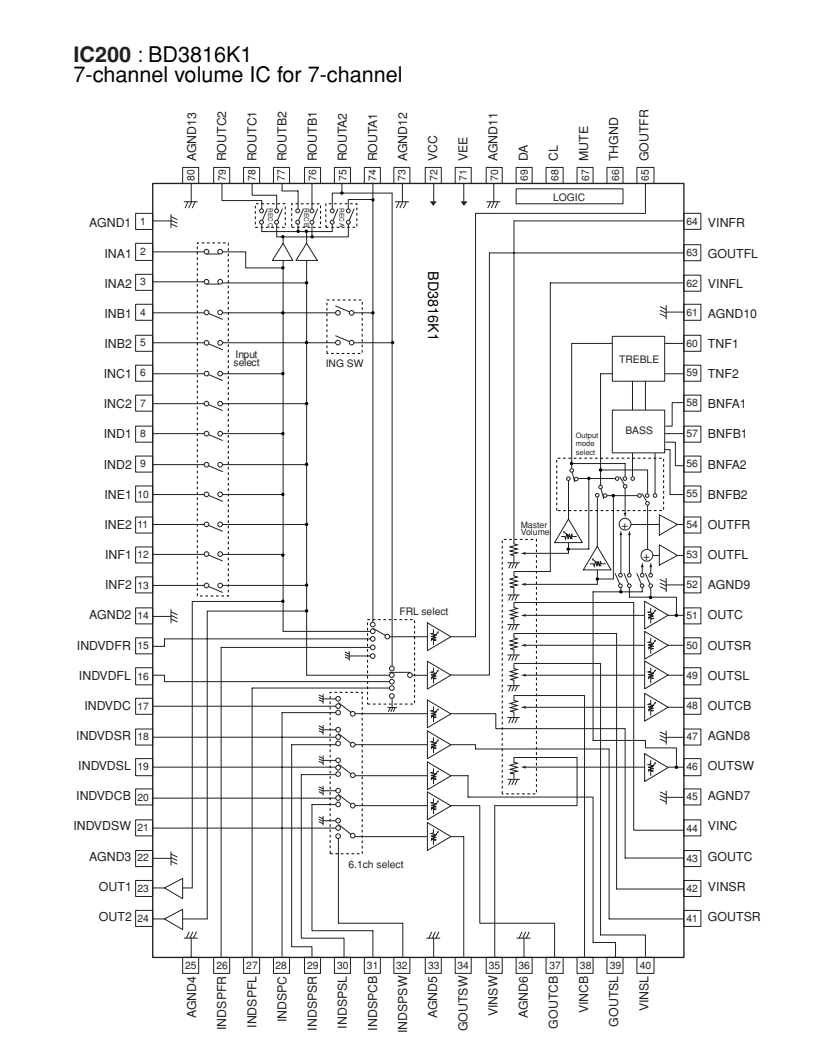 IC200 : BD3816K1
7-channel volume IC for 7-channel
AGND13
ROUTC2
ROUTC1
ROUTB2
ROUTB1
ROUTA2
ROUTA1
AGND12
VCC
VEE
AGND11
DA
CL
MUTE
THGND
GOUTFR
80
79
78
77
76
75
74
73
72
71
70
69
68
67
66
65
LOGIC
REC C
REC B
REC A
BD3816K1
AGND1 1
INA1 2
INA2 3
INB1 4
INB2 5
INC1 6
INC2 7
IND1 8
IND2 9
INE1 10
INE2 11
INF1 12
INF2 13
AGND2 14
INDVDFR 15
INDVDFL 16
INDVDC 17
INDVDSR 18
INDVDSL 19
INDVDCB 20
INDVDSW 21
AGND3 22
OUT1 23
OUT2 24
Input
select
ING SW
FRL select
6.1ch select
Master
Volume
Output
mode
select
TREBLE
BASS
64 VINFR
63 GOUTFL
62 VINFL
61 AGND10
60 TNF1
59 TNF2
58 BNFA1
57 BNFB1
56 BNFA2
55 BNFB2
54 OUTFR
53 OUTFL
52 AGND9
51 OUTC
50 OUTSR
49 OUTSL
48 OUTCB
47 AGND8
46 OUTSW
45 AGND7
44 VINC
43 GOUTC
42 VINSR
41 GOUTSR
25
26
27
28
29
30
31
32
33
34
35
36
37
38
39
40
AGND4
INDSPFR
INDSPFL
INDSPC
INDSPSR
INDSPSL
INDSPCB
INDSPSW
AGND5
GOUTSW
VINSW
AGND6
GOUTCB
VINCB
GOUTSL
VINSL